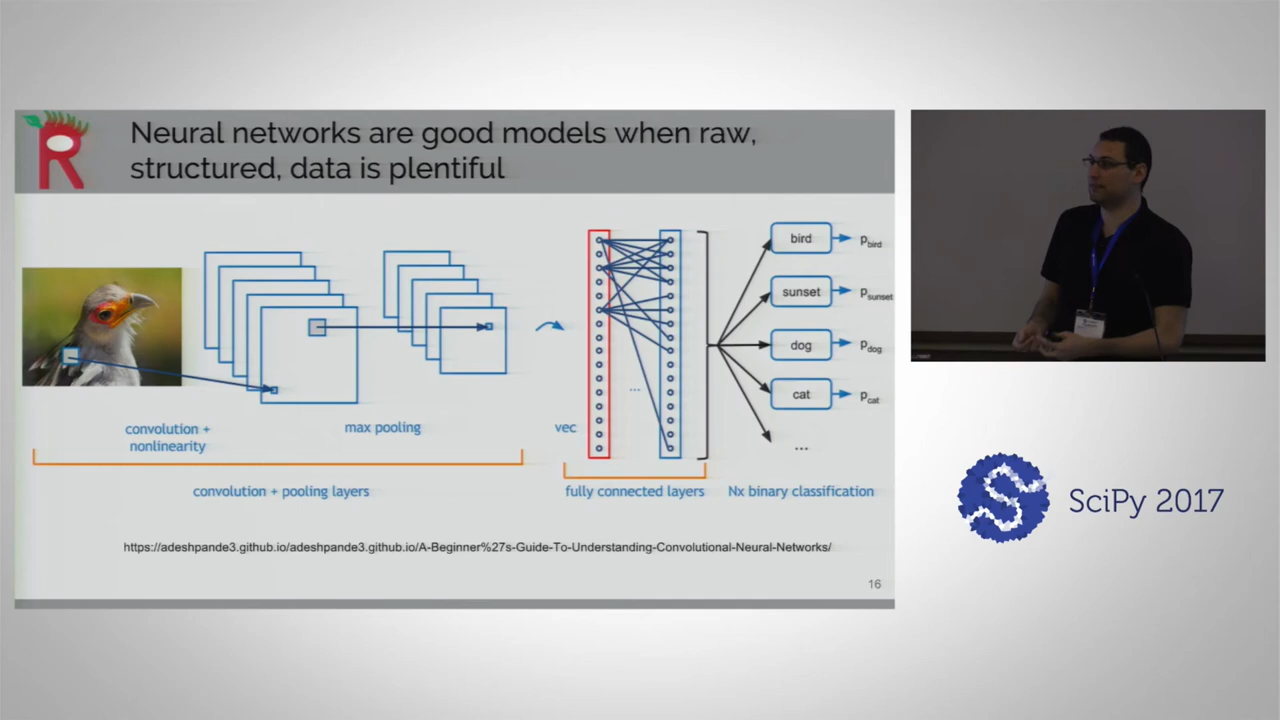 R
Neural networks are good models when raw,
structured, data is plentiful
bird
p_bird
sunset
p_sunset
dog
p_dog
cat
p_cat
...
...
convolution +
nonlinearity
max pooling
vec
convolution + pooling layers
fully connected layers
Nx binary classification
https://adeshpande3.github.io/adeshpande3.github.io/A-Beginner%27s-Guide-To-Understanding-Convolutional-Neural-Networks/
16
S
SciPy 2017